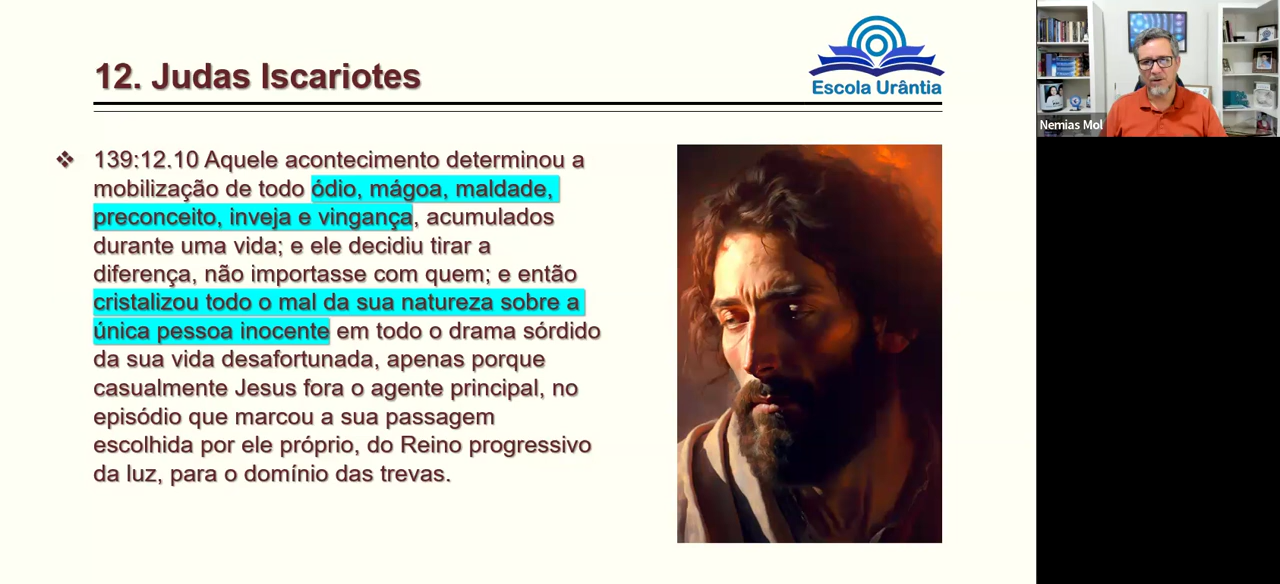 12. Judas Iscariotes
Escola Urântia
139:12.10 Aquele acontecimento determinou a
mobilização de todo ódio, mágoa, maldade,
preconceito, inveja e vingança, acumulados
durante uma vida; e ele decidiu tirar a
diferença, não importasse com quem; e então
cristalizou todo o mal da sua natureza sobre a
única pessoa inocente em todo o drama sórdido
da sua vida desafortunada, apenas porque
casualmente Jesus fora o agente principal, no
episódio que marcou a sua passagem
escolhida por ele próprio, do Reino progressivo
da luz, para o domínio das trevas.
Nemias Mol